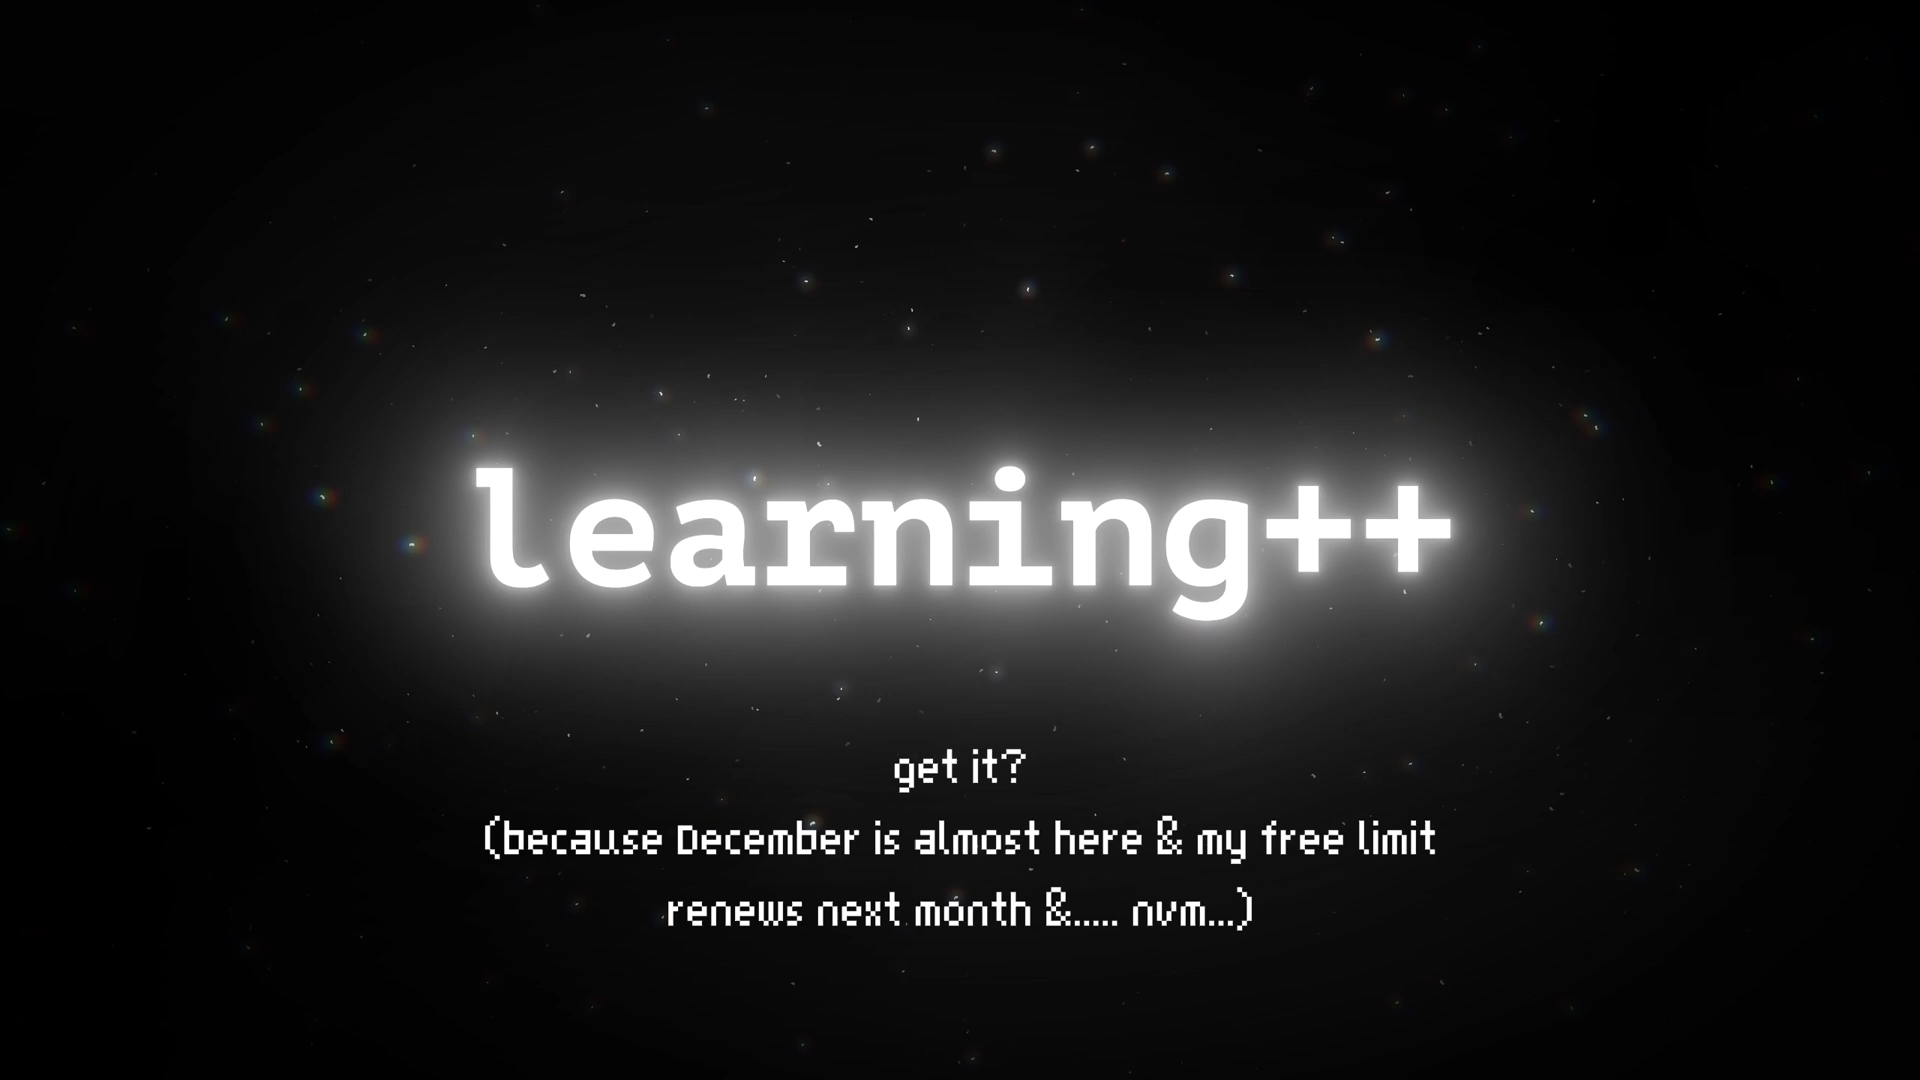 learning++
get it?
(because December is almost here & my free limit
renews next month &..... nvm...)